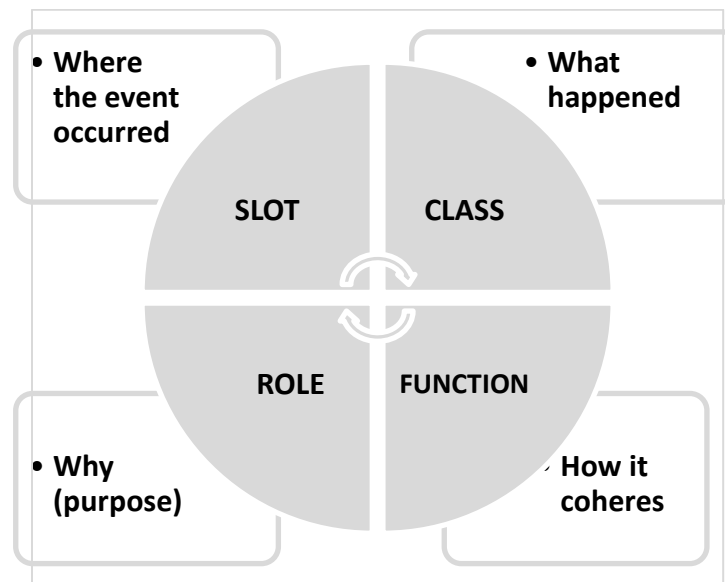 • Where
the event
occurred
• What
happened
SLOT
CLASS
ROLE
FUNCTION
• Why
(purpose)
• How it
coheres